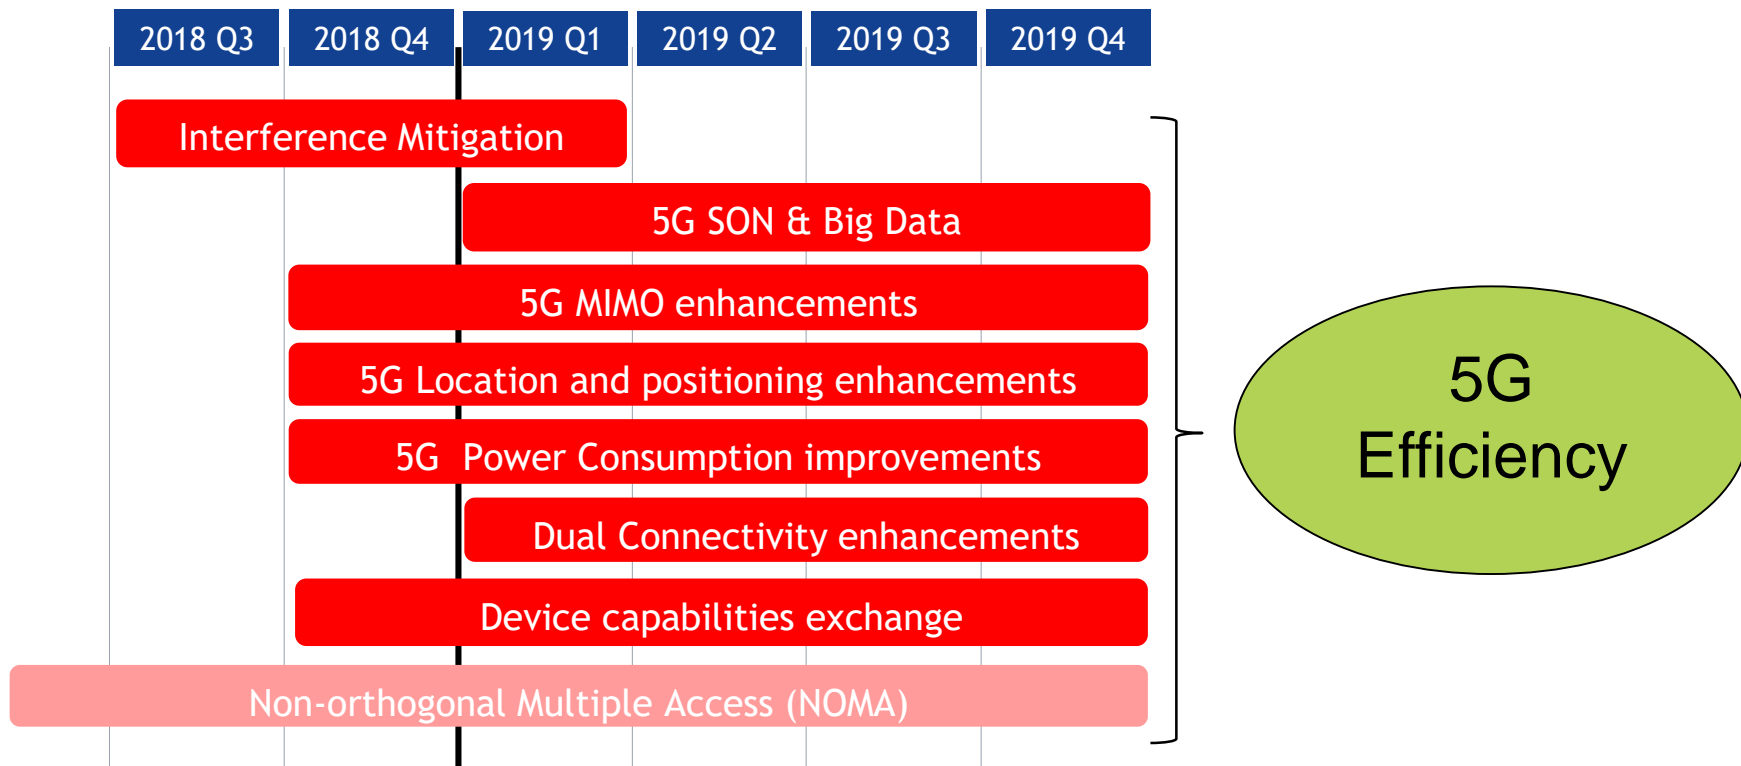 2018 Q3 2018 Q4 2019 Q1 2019 Q2 2019 Q3 2019 Q4
Interference Mitigation
5G SON & Big Data
5G MIMO enhancements
5G Location and positioning enhancements
5G Power Consumption improvements
Dual Connectivity enhancements
Device capabilities exchange
Non-orthogonal Multiple Access (NOMA)
5G
Efficiency